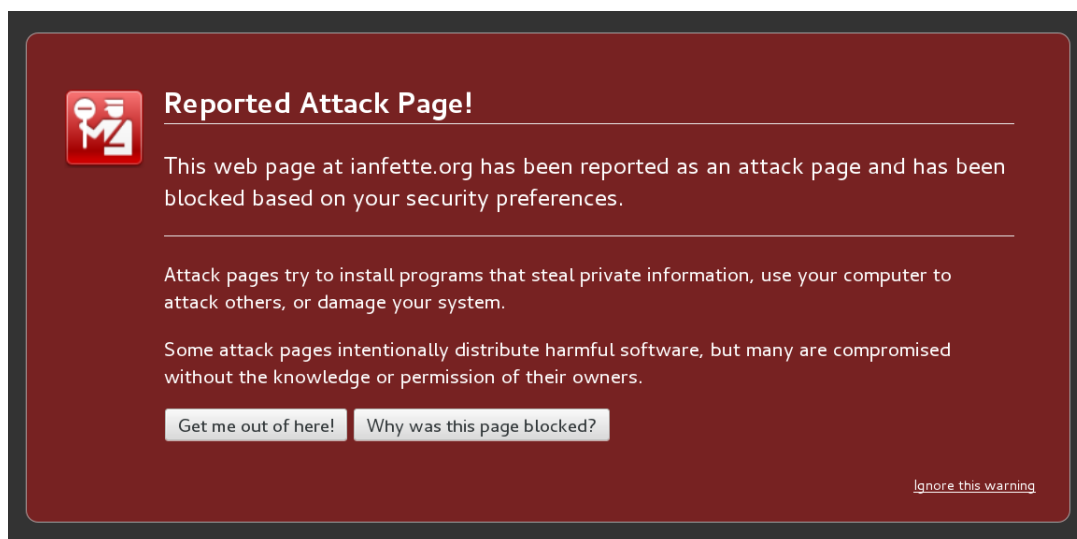 Reported Attack Page!
This web page at ianfette.org has been reported as an attack page and has been
blocked based on your security preferences.
Attack pages try to install programs that steal private information, use your computer to
attack others, or damage your system.
Some attack pages intentionally distribute harmful software, but many are compromised
without the knowledge or permission of their owners.
Get me out of here! Why was this page blocked?
Ignore this warning